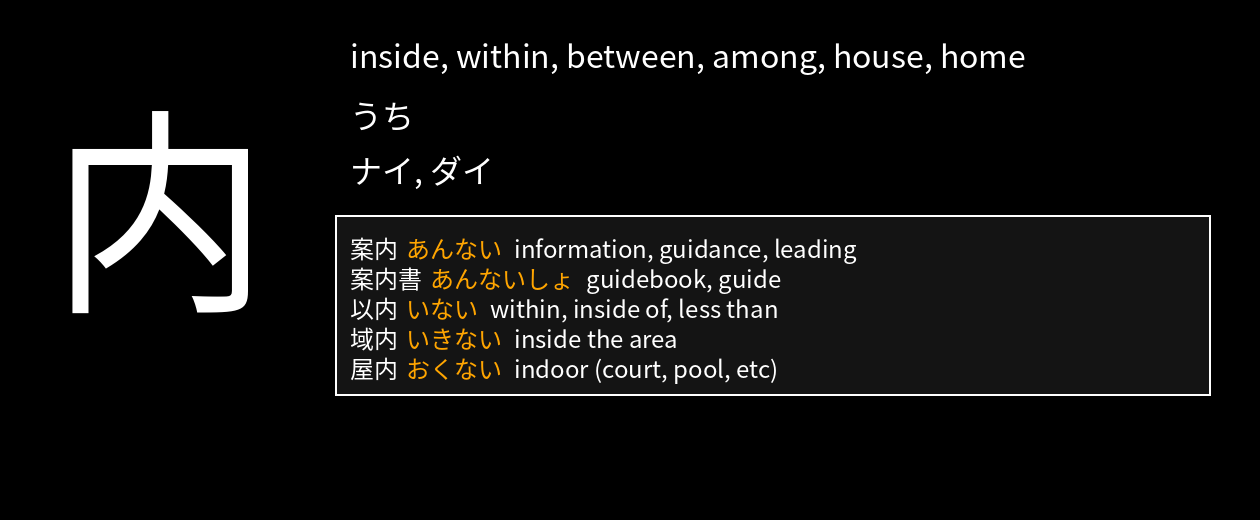 内
inside, within, between, among, house, home
うち
ナイ, ダイ
案内 あんない information, guidance, leading
案内書 あんないしょ guidebook, guide
以内 いない within, inside of, less than
域内 いきない inside the area
屋内 おくない indoor (court, pool, etc)